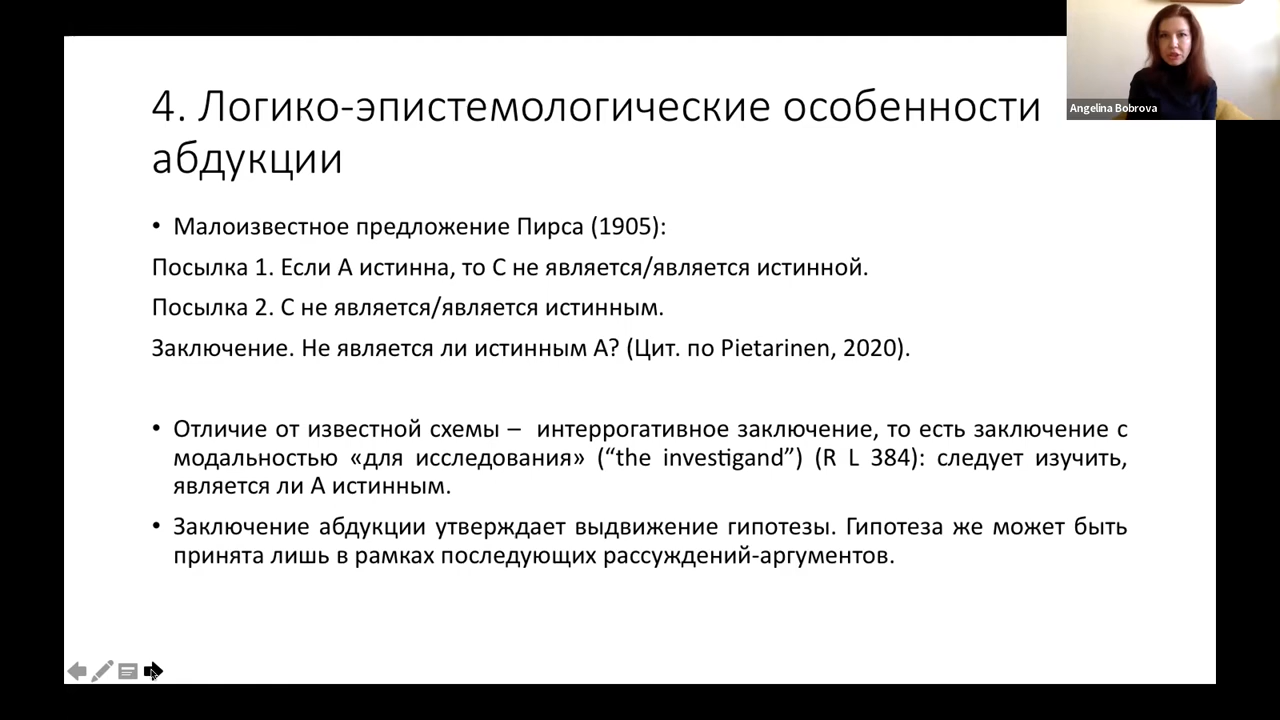 4. Логико-эпистемологические особенности
абдукции
Angelina Bobrova
• Малоизвестное предложение Пирса (1905):
Посылка 1. Если А истинна, то С не является/является истинной.
Посылка 2. С не является/является истинным.
Заключение. Не является ли истинным А? (Цит. по Pietarinen, 2020).
• Отличие от известной схемы – интеррогативное заключение, то есть заключение с
модальностью «для исследования» (“the investigand”) (R L 384): следует изучить,
является ли А истинным.
• Заключение абдукции утверждает выдвижение гипотезы. Гипотеза же может быть
принята лишь в рамках последующих рассуждений-аргументов.